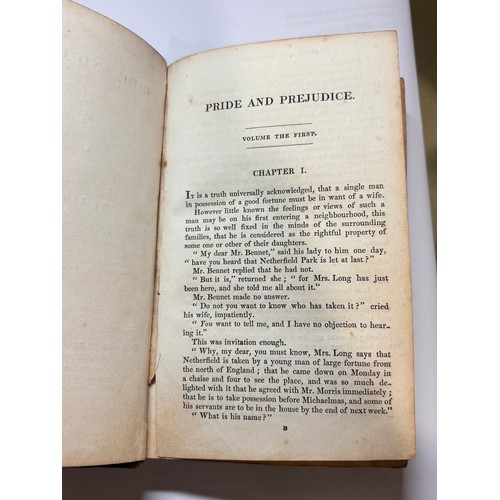 PRIDE AND PREJUDICE.
VOLUME THE FIRST.
CHAPTER I.
IT is a truth universally acknowledged, that a single man
in possession of a good fortune must be in want of a wife.
However little known the feelings or views of such a
man may be on his first entering a neighbourhood, this
truth is so well fixed in the minds of the surrounding
families, that he is considered as the rightful property of
some one or other of their daughters.
" My dear Mr. Bennet," said his lady to him one day,
" have you heard that Netherfield Park is let at last?"
Mr. Bennet replied that he had not.
" But it is," returned she; " for Mrs. Long has just
been here, and she told me all about it."
Mr. Bennet made no answer.
" Do you not want to know who has taken it?" cried
his wife, impatiently.
" You want to tell me, and I have no objection to hear-
ing it."
This was invitation enough.
" Why, my dear, you must know, Mrs. Long says that
Netherfield is taken by a young man of large fortune from
the north of England; that he came down on Monday in
a chaise and four to see the place, and was so much de-
lighted with it that he agreed with Mr. Morris immediately;
that he is to take possession before Michaelmas, and some of
his servants are to be in the house by the end of next week."
" What is his name?"
B